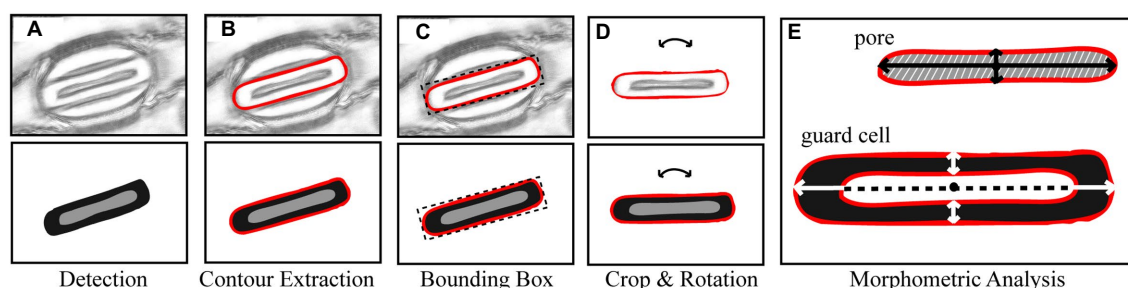 A
B
C
D
E
pore
guard cell
Detection
Contour Extraction
Bounding Box
Crop & Rotation
Morphometric Analysis